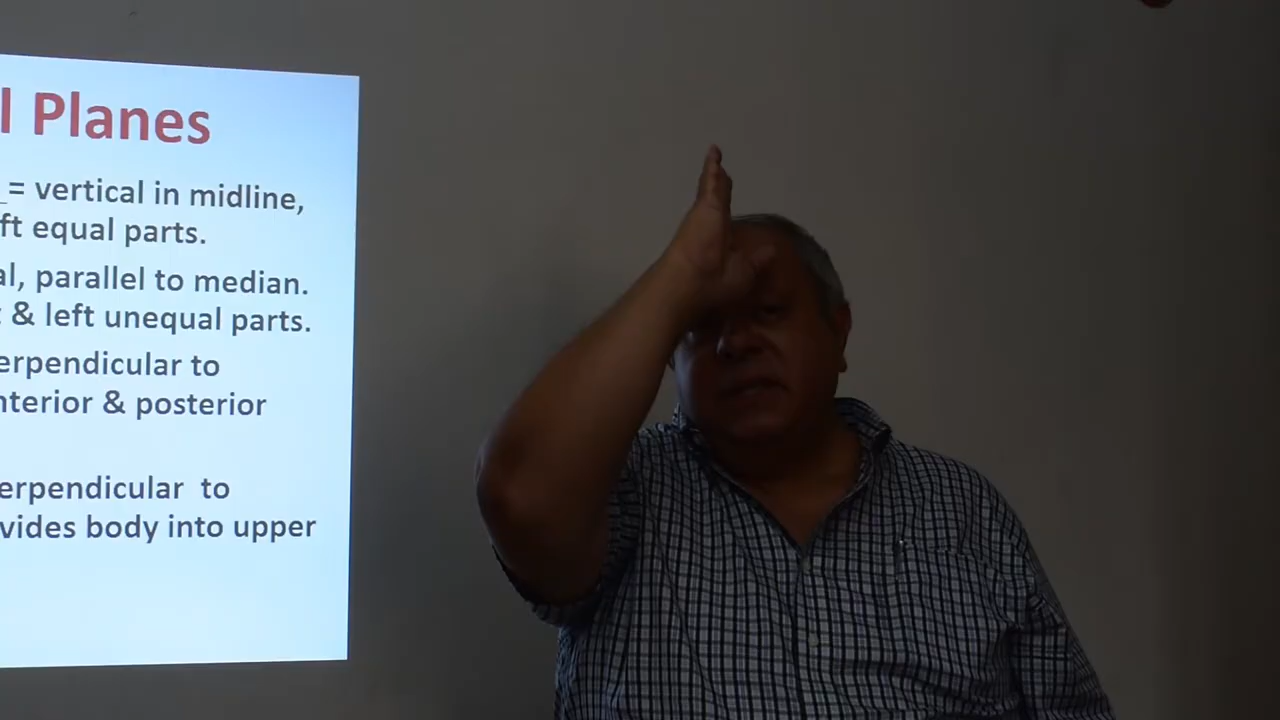 l Planes
= vertical in midline,
ft equal parts.
al, parallel to median.
& left unequal parts.
erpendicular to
nterior & posterior
erpendicular to
vides body into upper